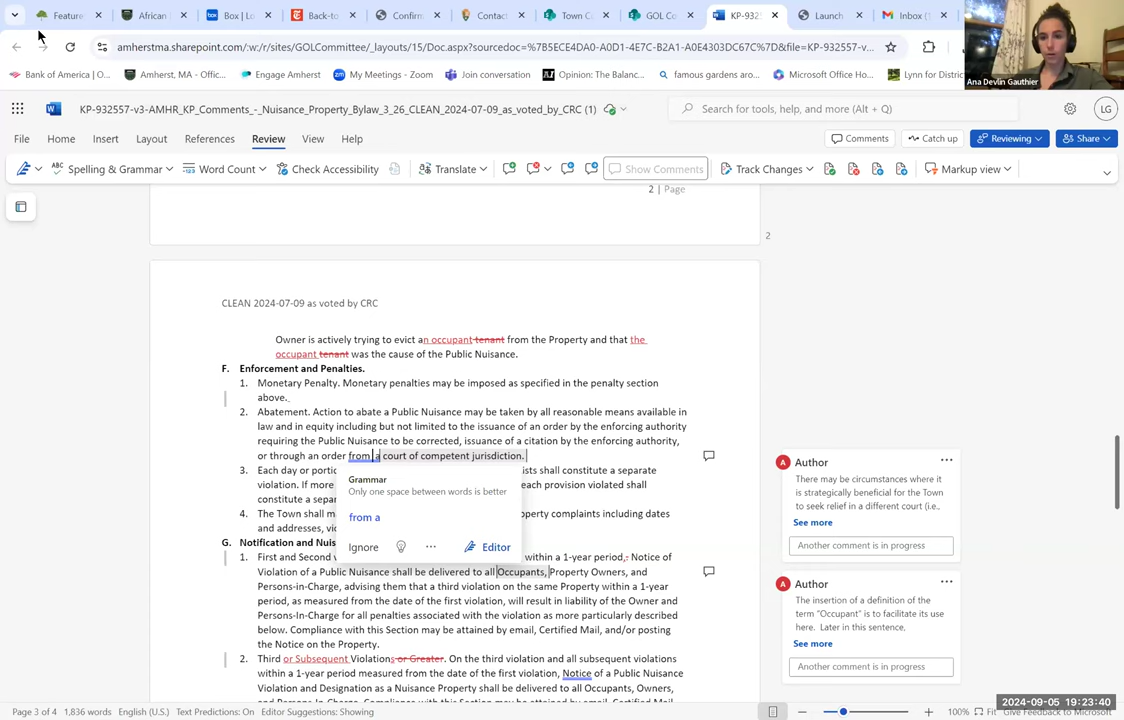 Feature
African
box
Box | Lo
Back-to
Confirm
Contact
Town C
GOL Co
KP-932
Launch
Inbox (
amherstma.sharepoint.com/:w:/r/sites/GOLCommittee/_layouts/15/Doc.aspx?sourcedoc=%7B5ECE4DA0-A0D1-4E7C-B2A1-A0E4303DC67C%7D&file=KP-932557-v...
Bank of America | O...
Amherst, MA - Offic...
Engage Amherst
My Meetings - Zoom
Join conversation
Opinion: The Balanc...
famous gardens aro...
Microsoft Office Ho...
Lynn for District
Ana Devlin Gauthier
KP-932557-v3-AMHR_KP_Comments_-_Nuisance_Property_Bylaw_3_26_CLEAN_2024-07-09_as_voted_by_CRC (1)
Search for tools, help, and more (Alt + Q)
LG
File Home Insert Layout References Review View Help
Comments Catch up Reviewing Share
Spelling & Grammar Word Count Check Accessibility Translate Show Comments Track Changes Markup view
2 | Page
2
CLEAN 2024-07-09 as voted by CRC
Owner is actively trying to evict an occupant tenant from the Property and that the
occupant tenant was the cause of the Public Nuisance.
F. Enforcement and Penalties.
1. Monetary Penalty. Monetary penalties may be imposed as specified in the penalty section
above.
2. Abatement. Action to abate a Public Nuisance may be taken by all reasonable means available in
law and in equity including but not limited to the issuance of an order by the enforcing authority
requiring the Public Nuisance to be corrected, issuance of a citation by the enforcing authority,
or through an order from a court of competent jurisdiction.
3. Each day or portic ists shall constitute a separate
violation. If more each provision violated shall
constitute a sepa
4. The Town shall m operty complaints including dates
and addresses, vi
Grammar
Only one space between words is better
from a
Ignore
Editor
G. Notification and Nuis
1. First and Second v within a 1-year period,. Notice of
Violation of a Public Nuisance shall be delivered to all Occupants, Property Owners, and
Persons-in-Charge, advising them that a third violation on the same Property within a 1-year
period, as measured from the date of the first violation, will result in liability of the Owner and
Persons-In-Charge for all penalties associated with the violation as more particularly described
below. Compliance with this Section may be attained by email, Certified Mail, and/or posting
the Notice on the Property.
2. Third or Subsequent Violations or Greater. On the third violation and all subsequent violations
within a 1-year period measured from the date of the first violation, Notice of a Public Nuisance
Violation and Designation as a Nuisance Property shall be delivered to all Occupants, Owners,
A Author
There may be circumstances where it
is strategically beneficial for the Town
to seek relief in a different court (i.e.,
See more
Another comment is in progress
A Author
The insertion of a definition of the
term "Occupant" is to facilitate its use
here. Later in this sentence,
See more
Another comment is in progress
2024-09-05 19:23:40
Page 3 of 4 1,836 words English (U.S.) Text Predictions: On Editor Suggestions: Showing
100% Fit Give Feedback to Microsoft